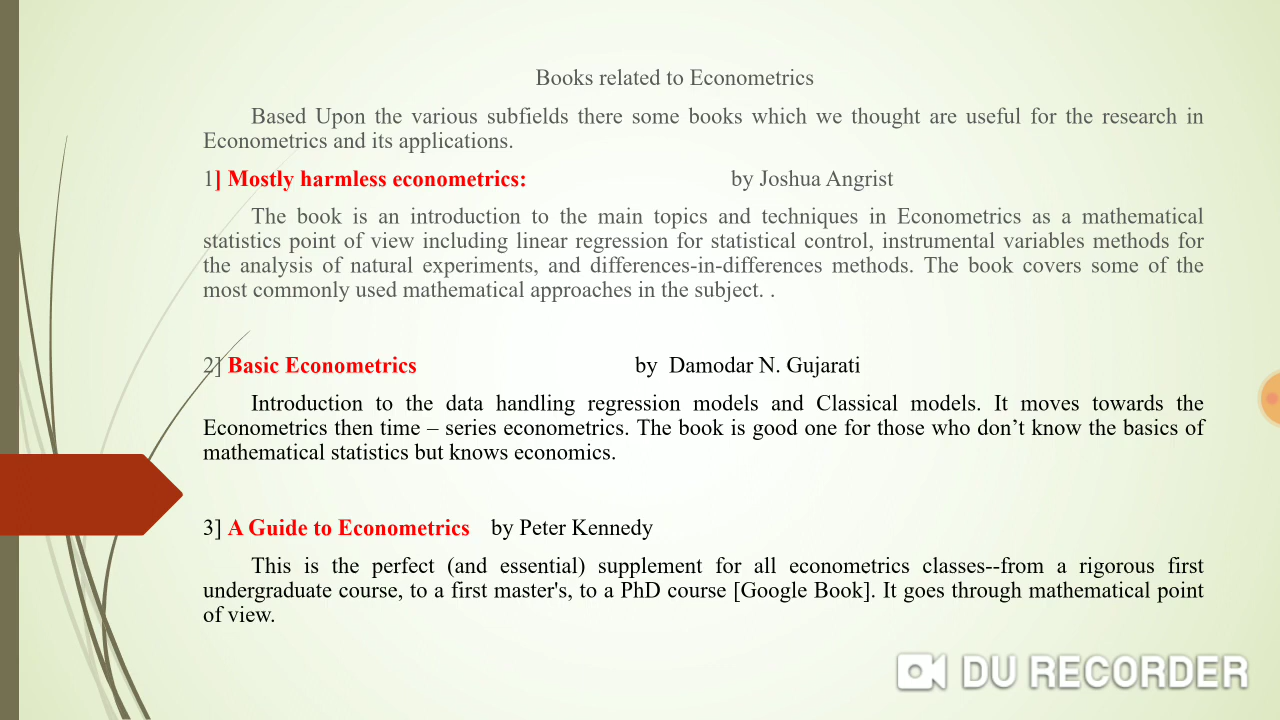 Books related to Econometrics
Based Upon the various subfields there some books which we thought are useful for the research in
Econometrics and its applications.
1] Mostly harmless econometrics: by Joshua Angrist
The book is an introduction to the main topics and techniques in Econometrics as a mathematical
statistics point of view including linear regression for statistical control, instrumental variables methods for
the analysis of natural experiments, and differences-in-differences methods. The book covers some of the
most commonly used mathematical approaches in the subject. .
2] Basic Econometrics by Damodar N. Gujarati
Introduction to the data handling regression models and Classical models. It moves towards the
Econometrics then time – series econometrics. The book is good one for those who don’t know the basics of
mathematical statistics but knows economics.
3] A Guide to Econometrics by Peter Kennedy
This is the perfect (and essential) supplement for all econometrics classes--from a rigorous first
undergraduate course, to a first master's, to a PhD course [Google Book]. It goes through mathematical point
of view.
DU RECORDER